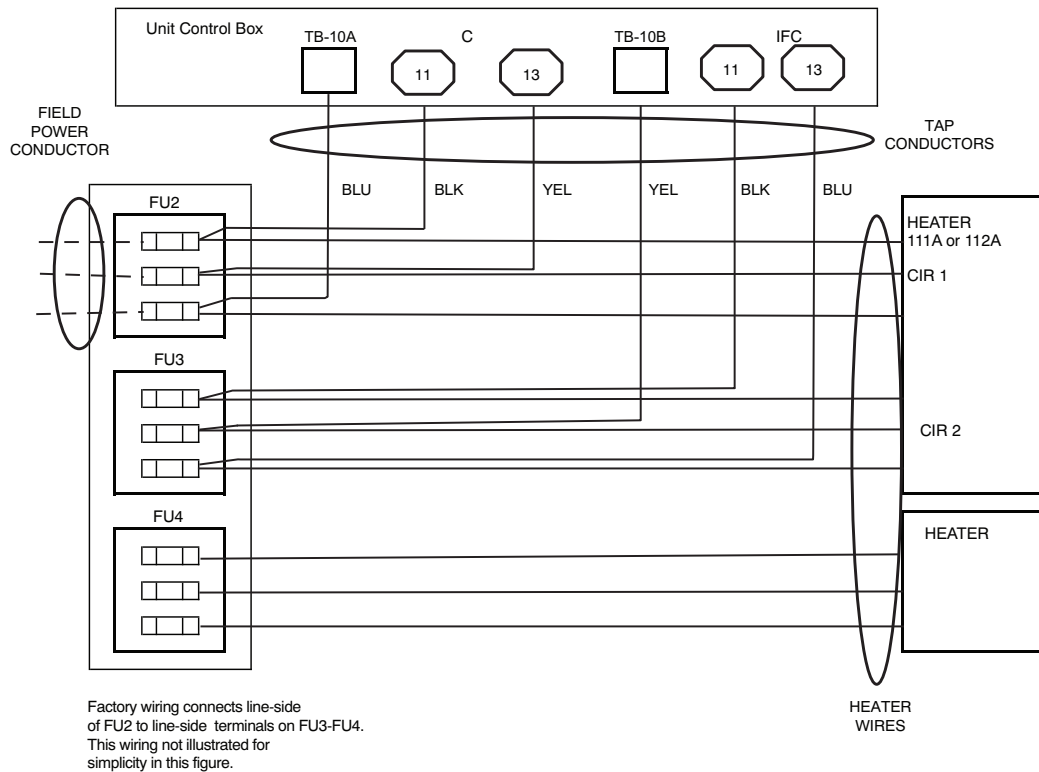 Unit Control Box
TB-10A
C
TB-10B
IFC
11
13
11
13
FIELD
POWER
CONDUCTOR
TAP
CONDUCTORS
BLU
BLK
YEL
YEL
BLK
BLU
FU2
HEATER
111A or 112A
CIR 1
FU3
CIR 2
FU4
HEATER
Factory wiring connects line-side
of FU2 to line-side terminals on FU3-FU4.
This wiring not illustrated for
simplicity in this figure.
HEATER
WIRES